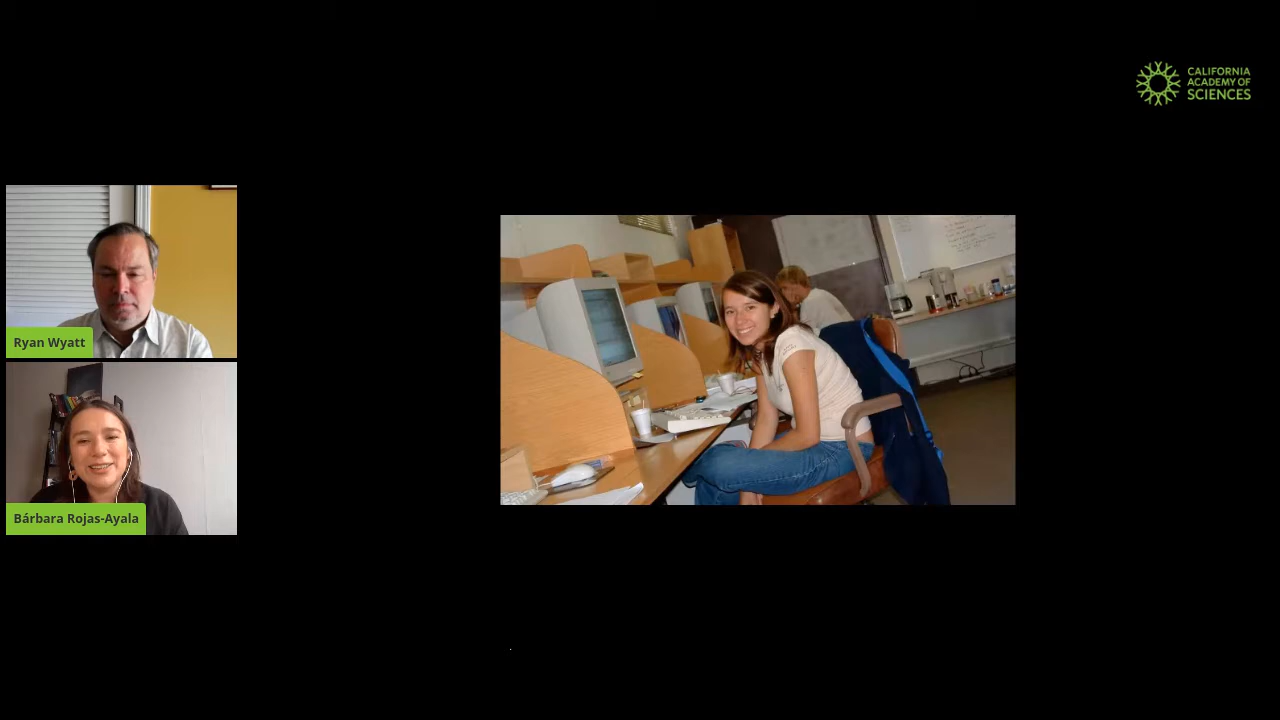 CALIFORNIA
ACADEMY OF
SCIENCES
Ryan Wyatt
Bárbara Rojas-Ayala